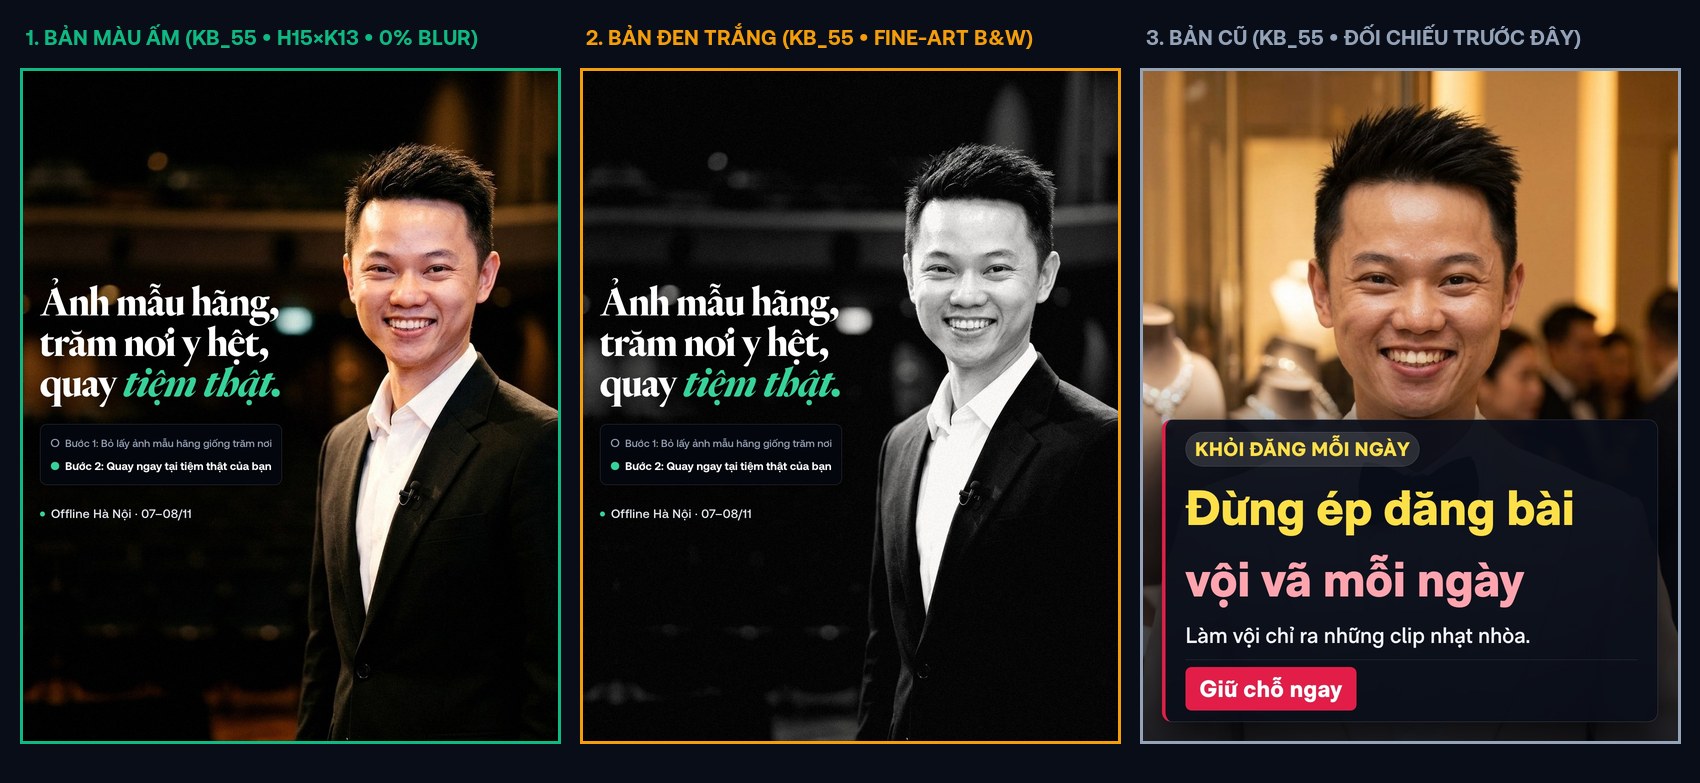 1. BẢN MÀU ẤM (KB_55 • H15×K13 • 0% BLUR)
Ảnh mẫu hãng,
trăm nơi y hệt,
quay tiệm thật.
Bước 1: Bỏ lấy ảnh mẫu hãng giống trăm nơi
Bước 2: Quay ngay tại tiệm thật của bạn
Offline Hà Nội · 07–08/11
2. BẢN ĐEN TRẮNG (KB_55 • FINE-ART B&W)
Ảnh mẫu hãng,
trăm nơi y hệt,
quay tiệm thật.
Bước 1: Bỏ lấy ảnh mẫu hãng giống trăm nơi
Bước 2: Quay ngay tại tiệm thật của bạn
Offline Hà Nội · 07–08/11
3. BẢN CŨ (KB_55 • ĐỐI CHIẾU TRƯỚC ĐÂY)
KHỎI ĐĂNG MỖI NGÀY
Đừng ép đăng bài
vội vã mỗi ngày
Làm vội chỉ ra những clip nhạt nhòa.
Giữ chỗ ngay